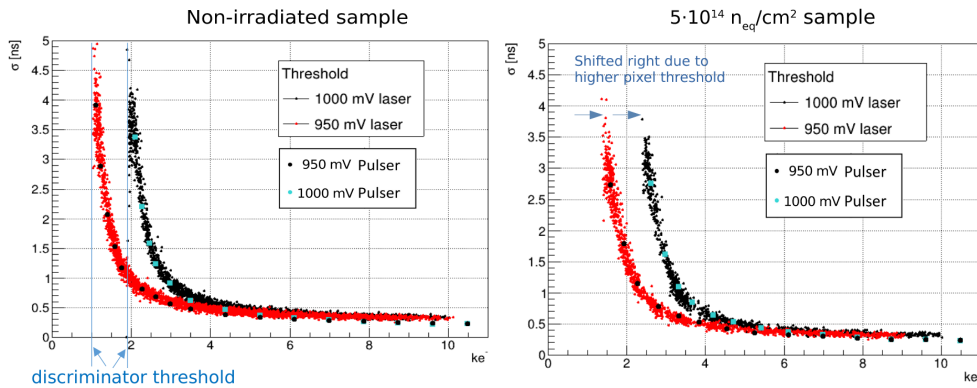 Non-irradiated sample
σ [ns]
5
4.5
4
3.5
3
2.5
2
1.5
1
0.5
0
0
2
4
6
8
10
ke⁻
Threshold
1000 mV laser
950 mV laser
950 mV Pulser
1000 mV Pulser
discriminator threshold
5·10¹⁴ nₑq/cm² sample
σ [ns]
5
4.5
4
3.5
3
2.5
2
1.5
1
0.5
0
0
2
4
6
8
10
ke⁻
Shifted right due to
higher pixel threshold
Threshold
1000 mV laser
950 mV laser
950 mV Pulser
1000 mV Pulser